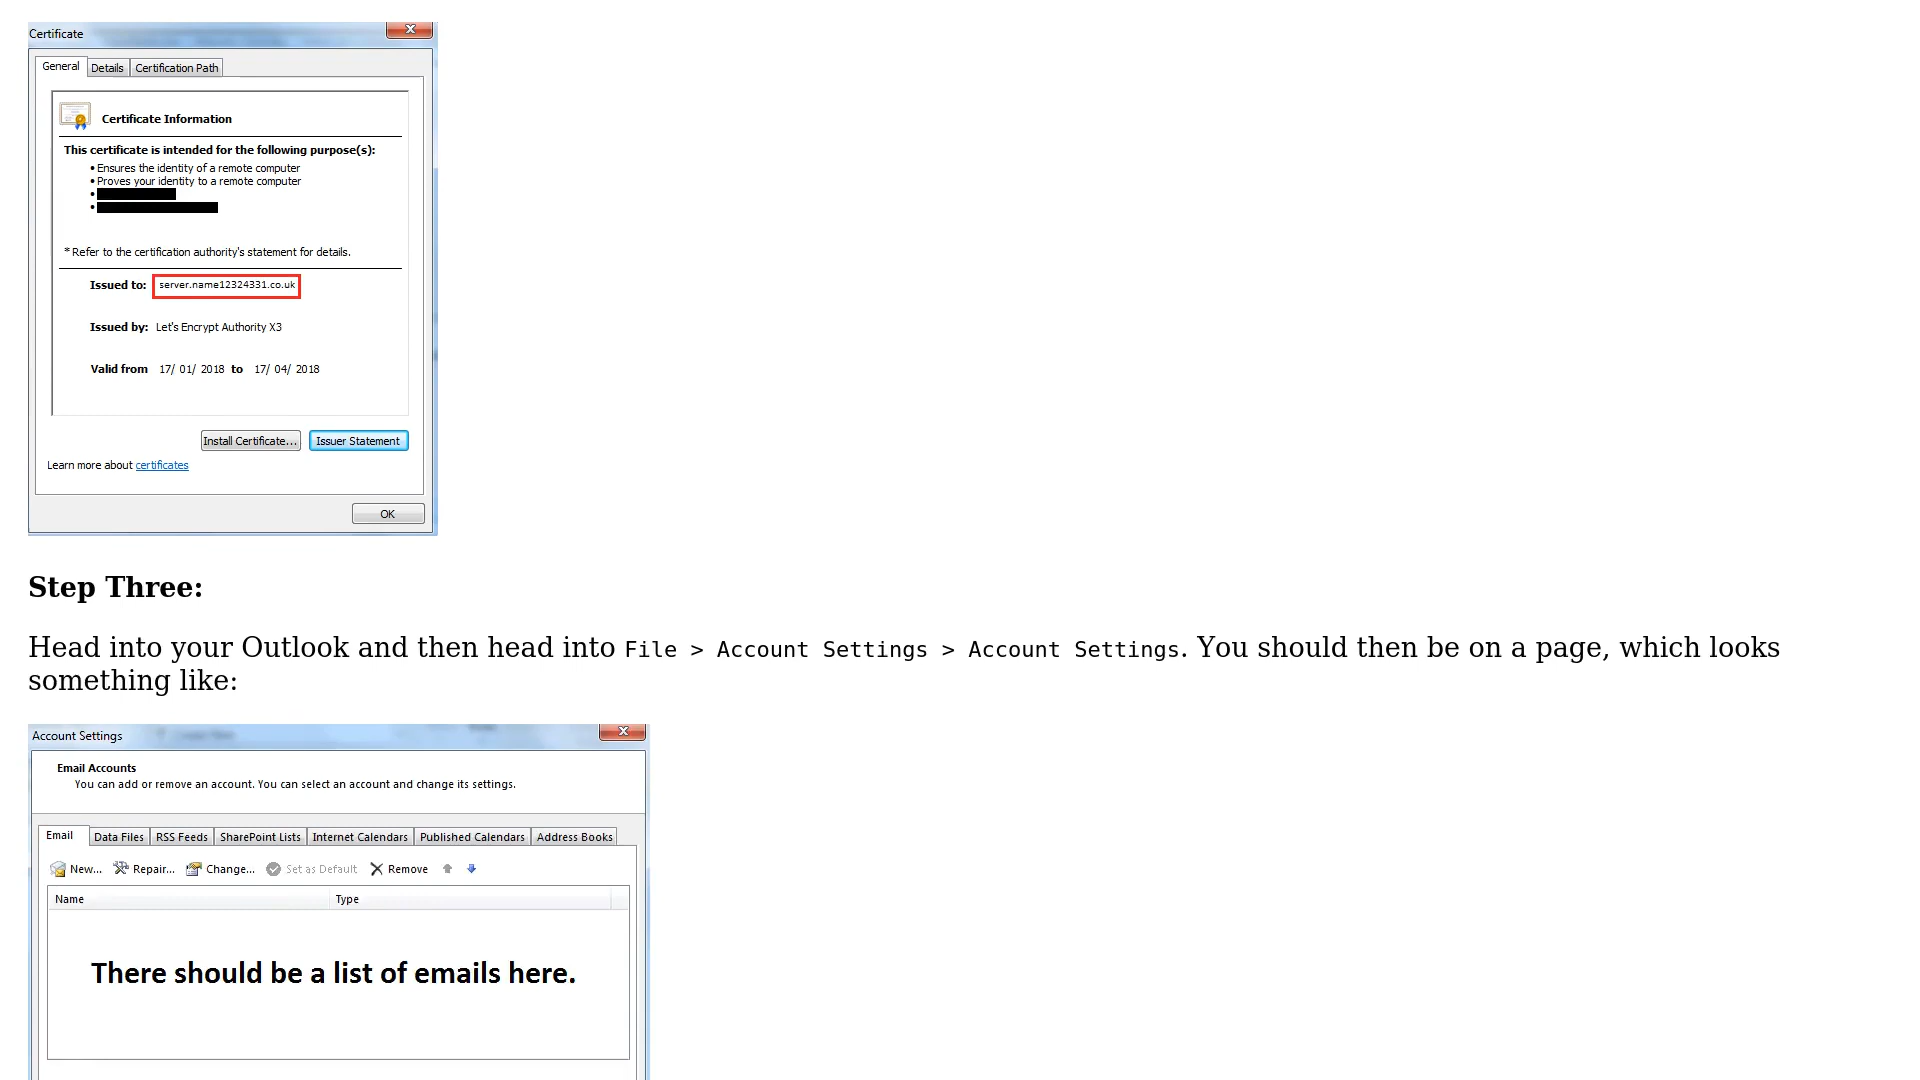 Certificate
General Details Certification Path
Certificate Information
This certificate is intended for the following purpose(s):
• Ensures the identity of a remote computer
• Proves your identity to a remote computer
* Refer to the certification authority's statement for details.
Issued to: server.name12324331.co.uk
Issued by: Let's Encrypt Authority X3
Valid from 17/ 01/ 2018 to 17/ 04/ 2018
Install Certificate... Issuer Statement
Learn more about certificates
OK
Step Three:
Head into your Outlook and then head into File > Account Settings > Account Settings. You should then be on a page, which looks
something like:
Account Settings
Email Accounts
You can add or remove an account. You can select an account and change its settings.
Email Data Files RSS Feeds SharePoint Lists Internet Calendars Published Calendars Address Books
New... Repair... Change... Set as Default Remove
Name Type
There should be a list of emails here.